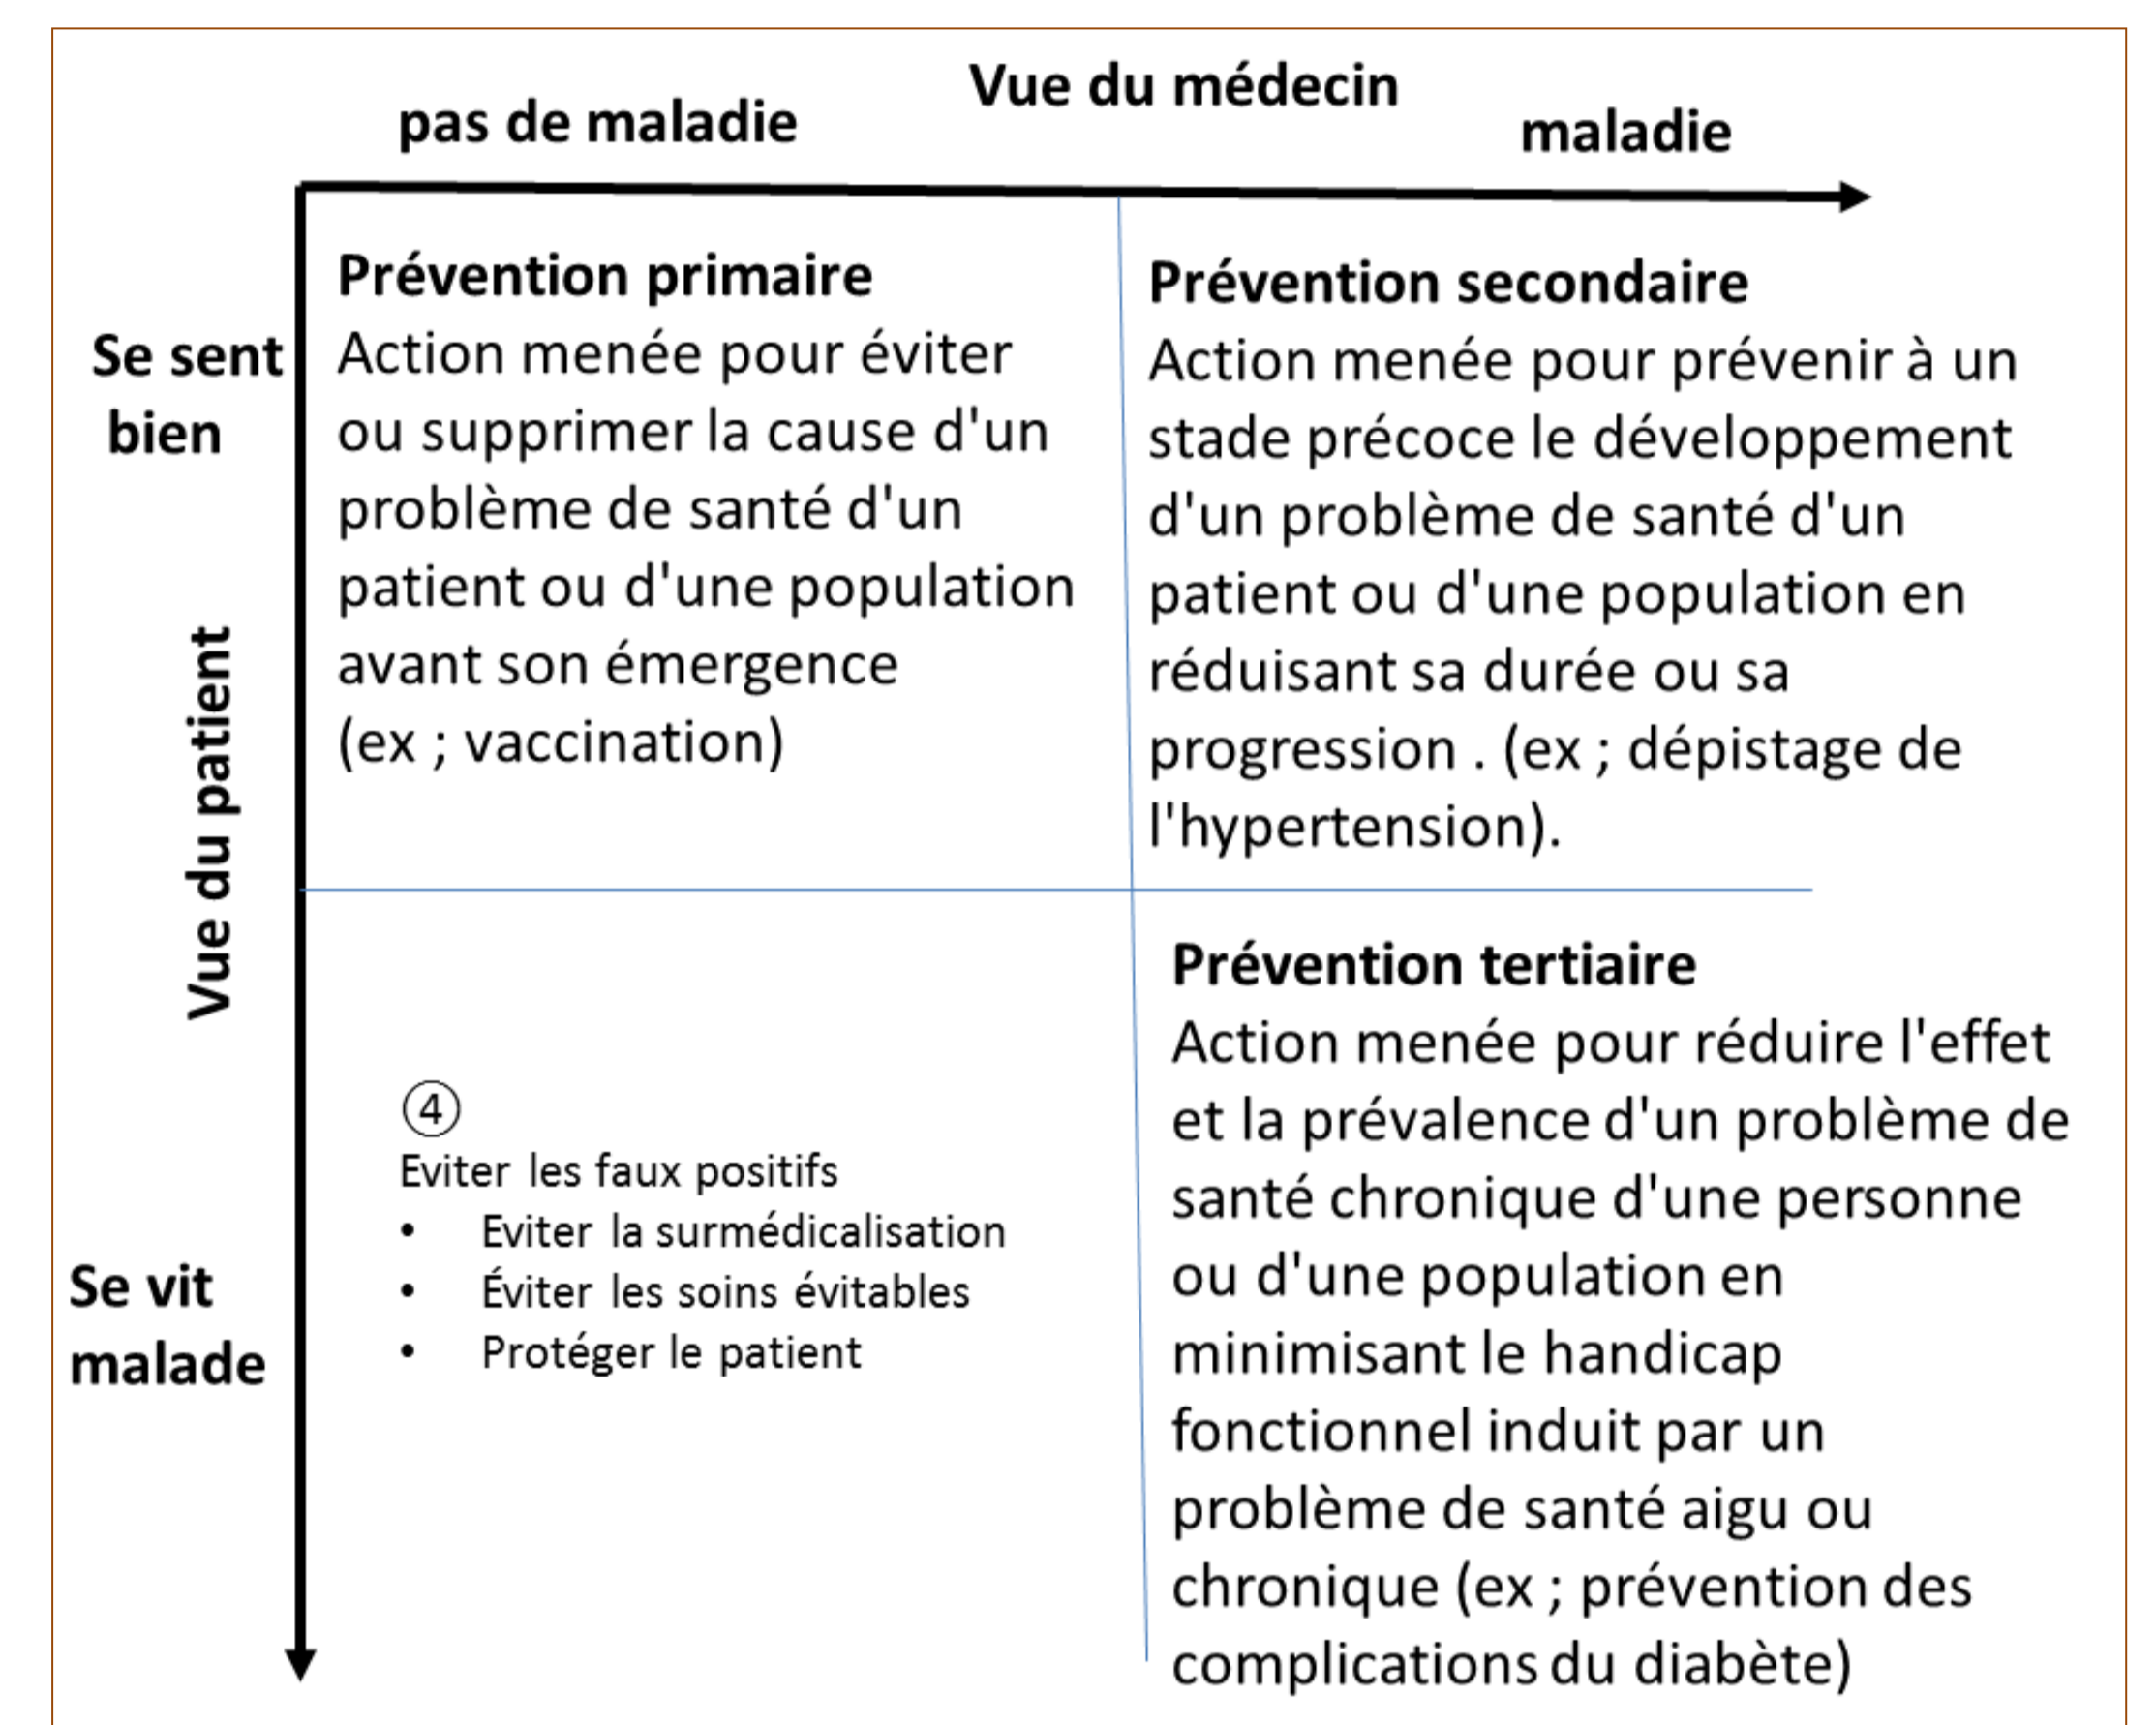 Vue du médecin
pas de maladie
maladie
Se sent
bien
Vue du patient
Se vit
malade
Prévention primaire
Action menée pour éviter
ou supprimer la cause d'un
problème de santé d'un
patient ou d'une population
avant son émergence
(ex ; vaccination)
Prévention secondaire
Action menée pour prévenir à un
stade précoce le développement
d'un problème de santé d'un
patient ou d'une population en
réduisant sa durée ou sa
progression . (ex ; dépistage de
l'hypertension).
④
Eviter les faux positifs
• Eviter la surmédicalisation
• Éviter les soins évitables
• Protéger le patient
Prévention tertiaire
Action menée pour réduire l'effet
et la prévalence d'un problème de
santé chronique d'une personne
ou d'une population en
minimisant le handicap
fonctionnel induit par un
problème de santé aigu ou
chronique (ex ; prévention des
complications du diabète)